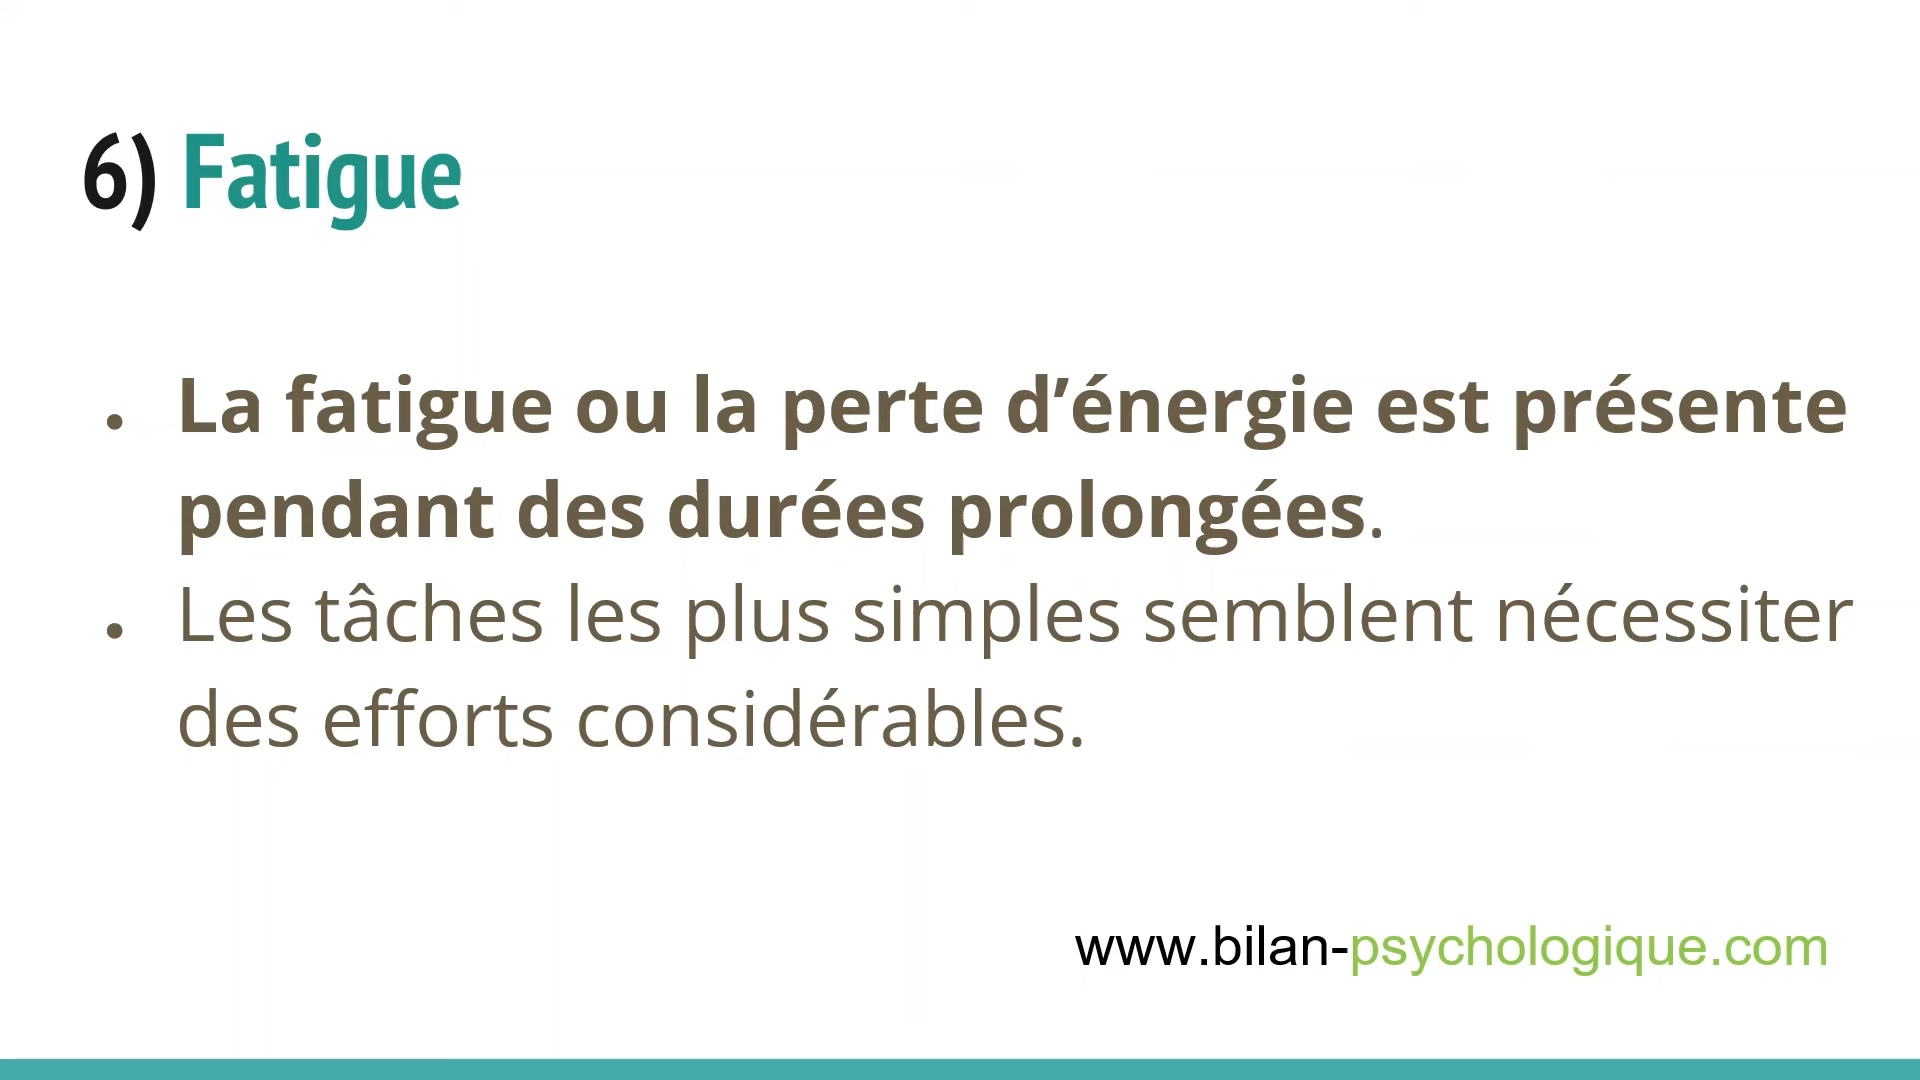 6) Fatigue
• La fatigue ou la perte d’énergie est présente
pendant des durées prolongées.
• Les tâches les plus simples semblent nécessiter
des efforts considérables.
www.bilan-psychologique.com